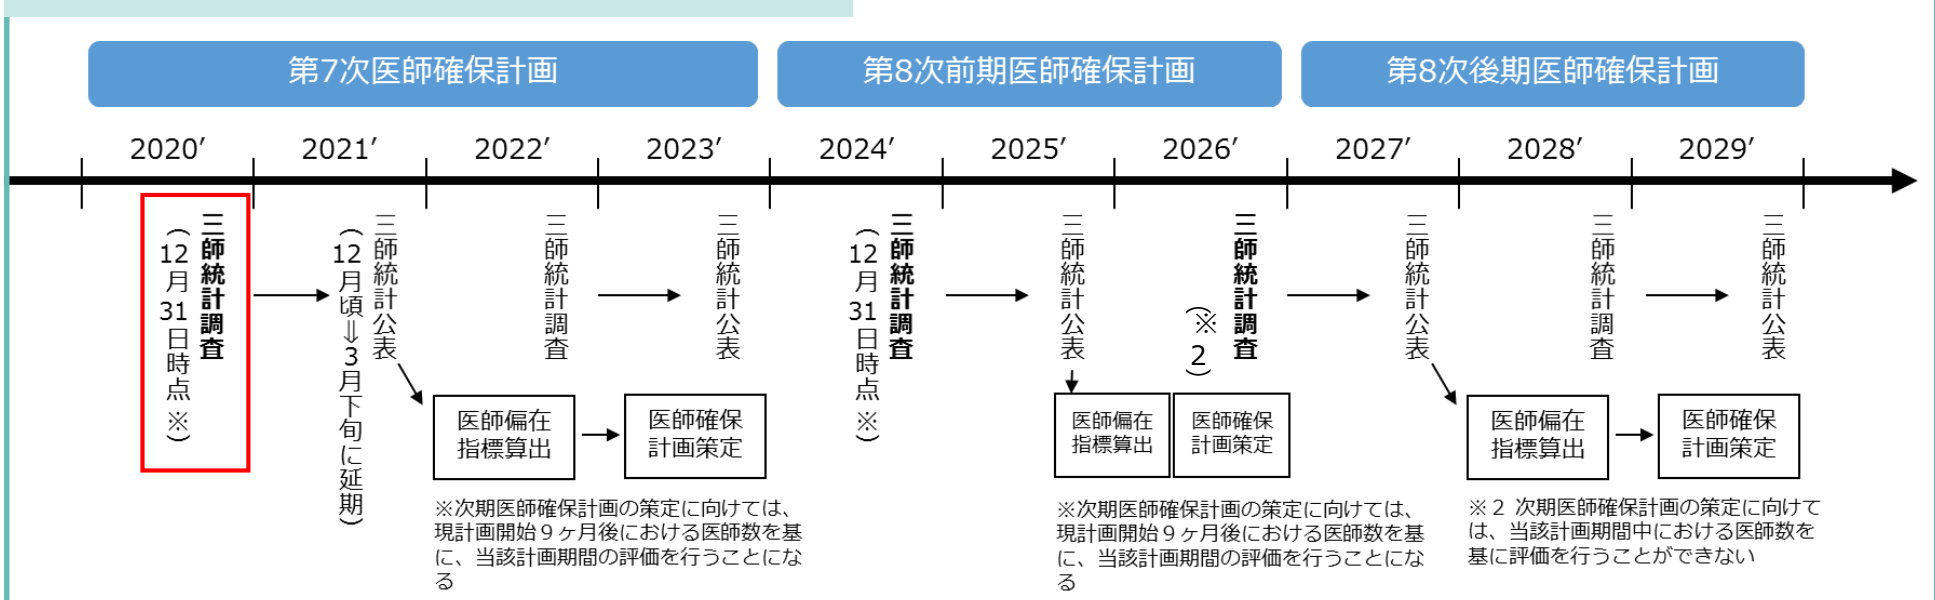 第7次医師確保計画
第8次前期医師確保計画
第8次後期医師確保計画
2020′
2021′
2022′
2023′
2024′
2025′
2026′
2027′
2028′
2029′
三師統計調査
（12月31日時点※）
三師統計公表
（12月頃⇒3月下旬に延期）
三師統計調査
三師統計公表
三師統計調査
（12月31日時点※）
三師統計公表
三師統計調査
（※2）
三師統計公表
三師統計調査
三師統計公表
医師偏在
指標算出
医師確保
計画策定
医師偏在
指標算出
医師確保
計画策定
医師偏在
指標算出
医師確保
計画策定
※次期医師確保計画の策定に向けては、
現計画開始９ヶ月後における医師数を基
に、当該計画期間の評価を行うことにな
る
※次期医師確保計画の策定に向けては、
現計画開始９ヶ月後における医師数を基
に、当該計画期間の評価を行うことにな
る
※２ 次期医師確保計画の策定に向けて
は、当該計画期間中における医師数を
基に評価を行うことができない